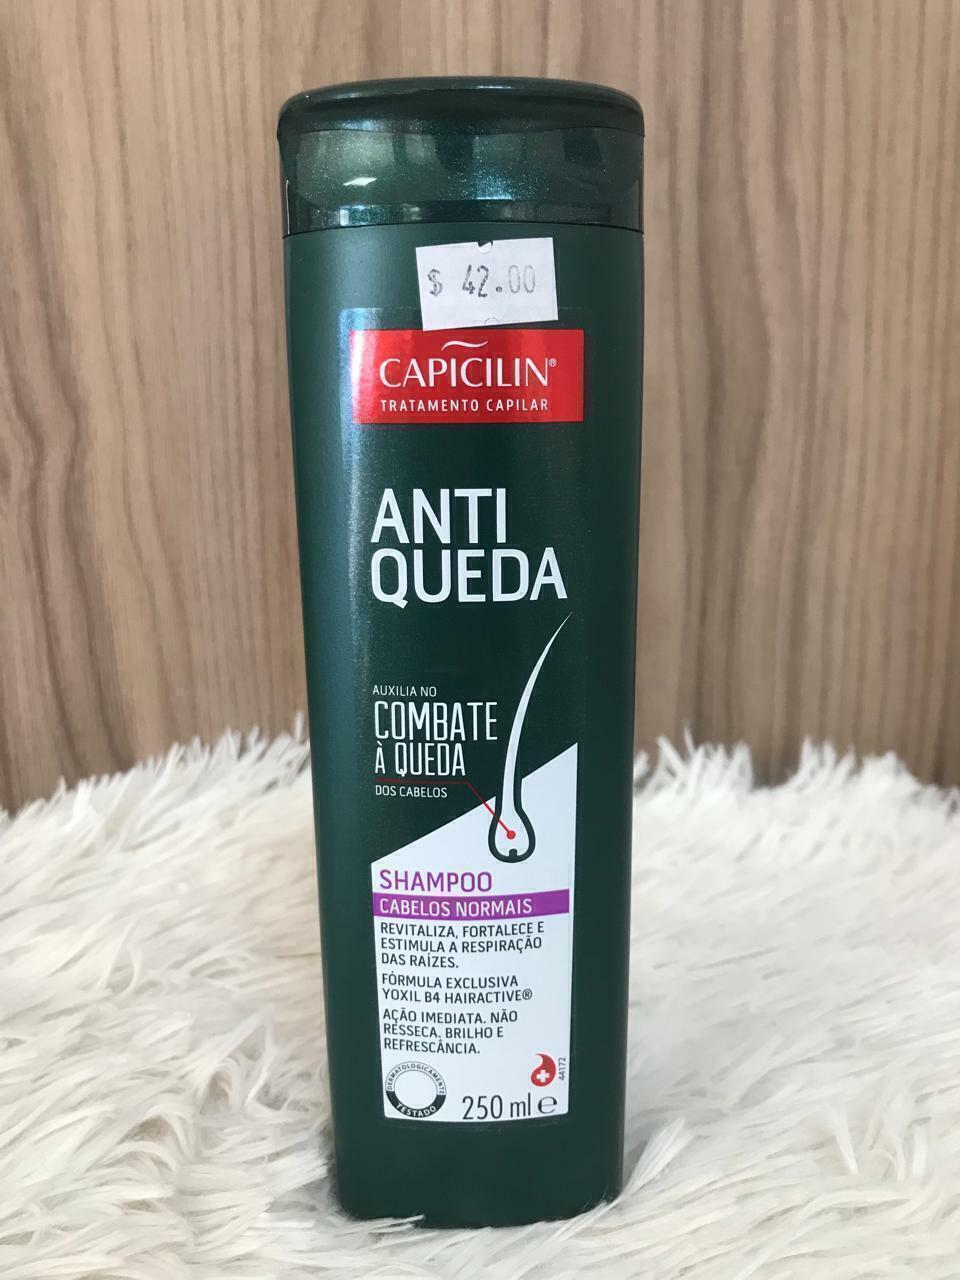 $ 42.00
CAPICILIN®
TRATAMENTO CAPILAR
ANTI
QUEDA
AUXILIA NO
COMBATE
À QUEDA
DOS CABELOS
SHAMPOO
CABELOS NORMAIS
REVITALIZA, FORTALECE E
ESTIMULA A RESPIRAÇÃO
DAS RAÍZES.
FÓRMULA EXCLUSIVA
YOXIL B4 HAIRACTIVE®
AÇÃO IMEDIATA. NÃO
RESSECA. BRILHO E
REFRESCÂNCIA.
DERMATOLOGICAMENTE
TESTADO
44172
250 ml e